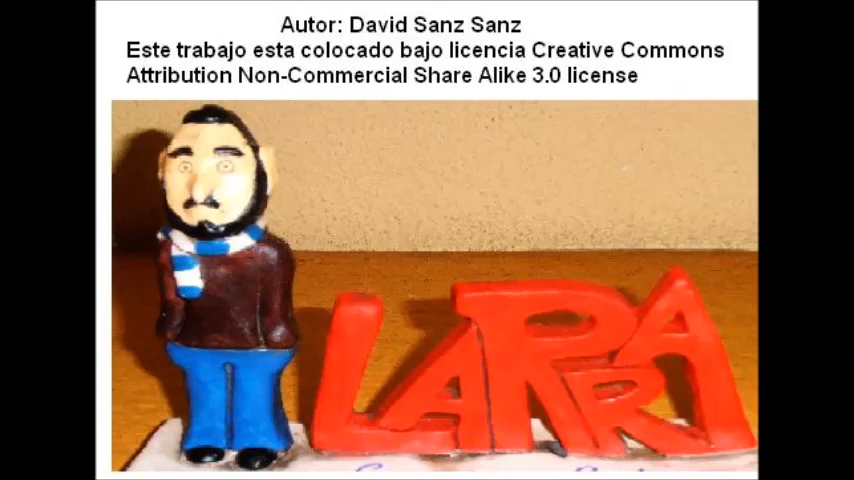 Autor: David Sanz Sanz
Este trabajo esta colocado bajo licencia Creative Commons
Attribution Non-Commercial Share Alike 3.0 license
LARRA